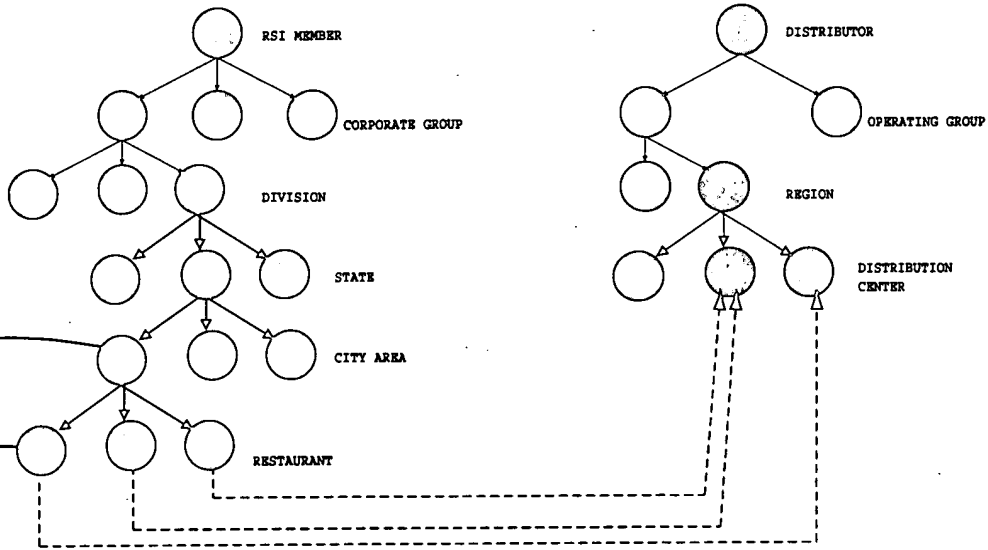 RSI MEMBER
DISTRIBUTOR
CORPORATE GROUP
OPERATING GROUP
DIVISION
REGION
STATE
DISTRIBUTION
CENTER
CITY AREA
RESTAURANT